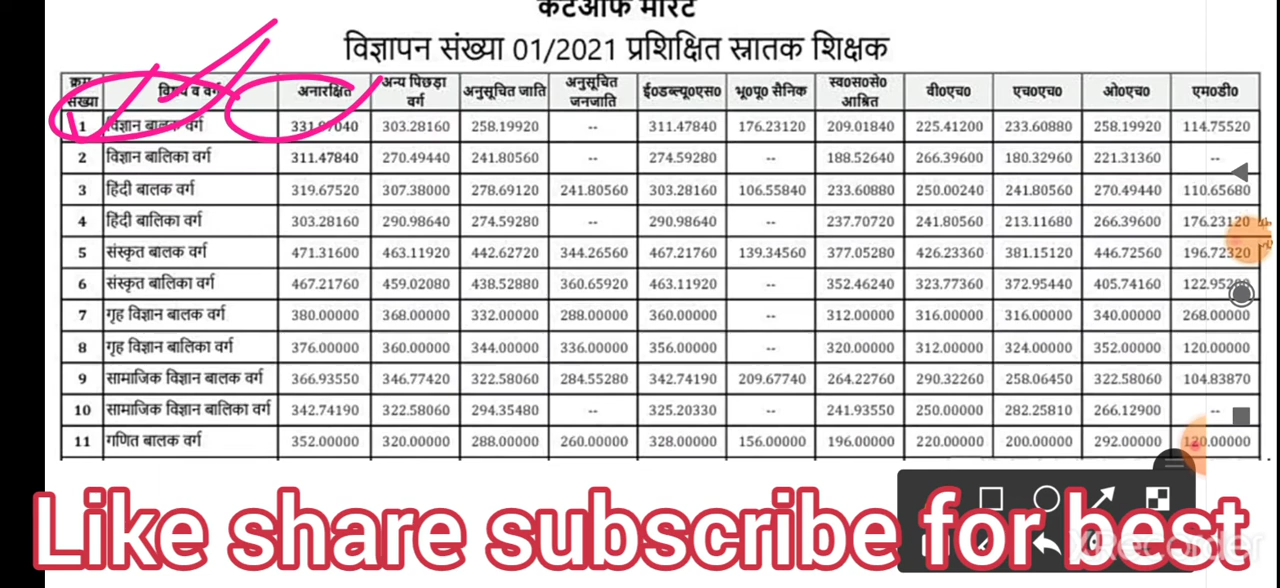 कटऑफ मेरिट
विज्ञापन संख्या 01/2021 प्रशिक्षित स्नातक शिक्षक
क्रम संख्या विषय व वर्ग अनारक्षित अन्य पिछड़ा वर्ग अनुसूचित जाति अनुसूचित जनजाति ई0डब्ल्यू0एस0 भू0पू0 सैनिक स्व0स0से0 आश्रित वी0एच0 एच0एच0 ओ0एच0 एम0डी0
1 विज्ञान बालक वर्ग 303.28160 258.19920 -- 311.47840 176.23120 209.01840 225.41200 233.60880 258.19920 114.75520
2 विज्ञान बालिका वर्ग 311.47840 270.49440 241.80560 -- 274.59280 -- 188.52640 266.39600 180.32960 221.31360 --
3 हिंदी बालक वर्ग 319.67520 307.38000 278.69120 241.80560 303.28160 106.55840 233.60880 250.00240 241.80560 270.49440 110.65680
4 हिंदी बालिका वर्ग 303.28160 290.98640 274.59280 -- 290.98640 -- 237.70720 241.80560 213.11680 266.39600 176.23120
5 संस्कृत बालक वर्ग 471.31600 463.11920 442.62720 344.26560 467.21760 139.34560 377.05280 426.23360 381.15120 446.72560 196.72320
6 संस्कृत बालिका वर्ग 467.21760 459.02080 438.52880 360.65920 463.11920 -- 352.46240 323.77360 372.95440 405.74160
7 गृह विज्ञान बालक वर्ग 380.00000 368.00000 332.00000 288.00000 360.00000 -- 312.00000 316.00000 316.00000 340.00000 268.00000
8 गृह विज्ञान बालिका वर्ग 376.00000 360.00000 344.00000 336.00000 356.00000 -- 320.00000 312.00000 324.00000 352.00000 120.00000
9 सामाजिक विज्ञान बालक वर्ग 366.93550 346.77420 322.58060 284.55280 342.74190 209.67740 264.22760 290.32260 258.06450 322.58060 104.83870
10 सामाजिक विज्ञान बालिका वर्ग 342.74190 322.58060 294.35480 -- 325.20330 -- 241.93550 250.00000 282.25810 266.12900 --
11 गणित बालक वर्ग 352.00000 320.00000 288.00000 260.00000 328.00000 156.00000 196.00000 220.00000 200.00000 292.00000 120.00000
Like share subscribe for best